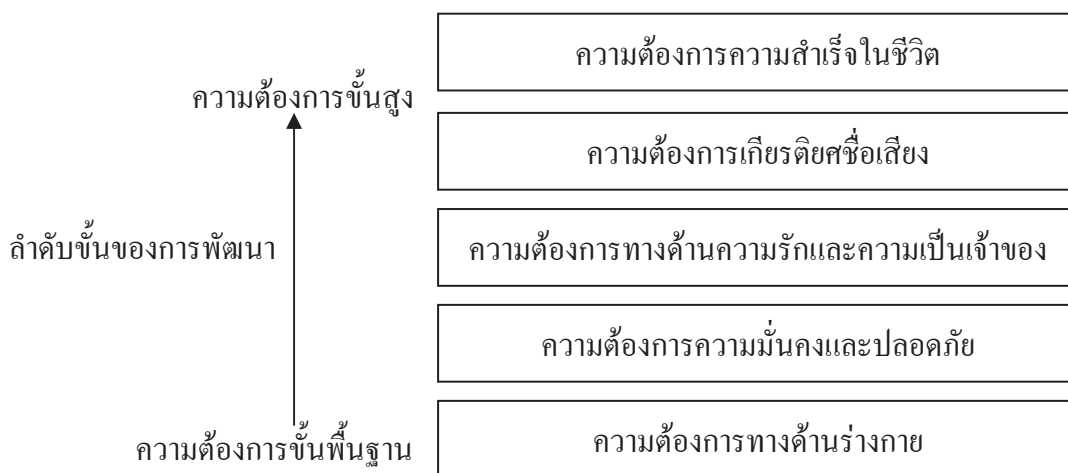 ความต้องการความสำเร็จในชีวิต
ความต้องการขั้นสูง
ความต้องการเกียรติยศชื่อเสียง
ลำดับขั้นของการพัฒนา
ความต้องการทางด้านความรักและความเป็นเจ้าของ
ความต้องการความมั่นคงและปลอดภัย
ความต้องการขั้นพื้นฐาน
ความต้องการทางด้านร่างกาย